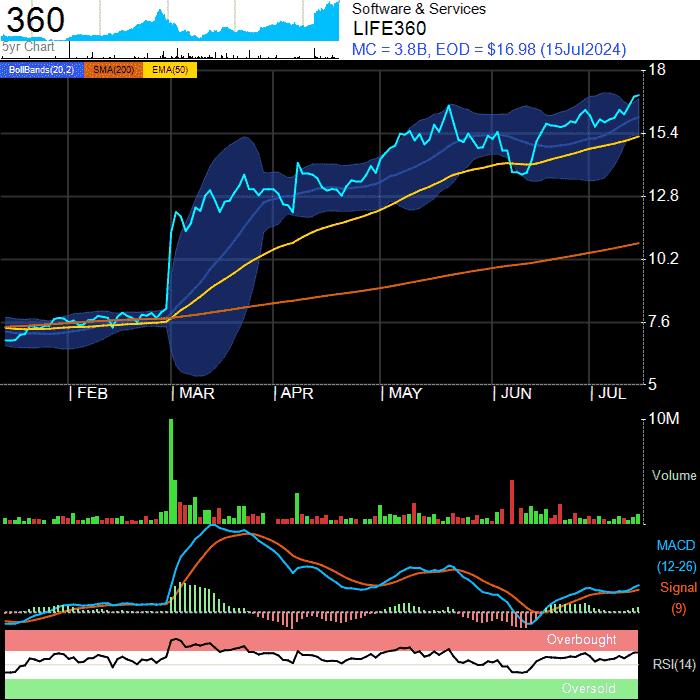 360
5yr Chart
Software & Services
LIFE360
MC = 3.8B, EOD = $16.98 (15Jul2024)
BollBands(20,2) SMA(200) EMA(50)
18
15.4
12.8
10.2
7.6
5
| FEB | MAR | APR | MAY | JUN | JUL
10M
Volume
MACD
(12-26)
Signal
(9)
Overbought
RSI(14)
Oversold